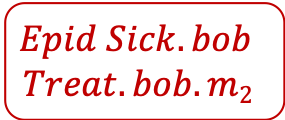 Epid Sick. bob
Treat. bob. m₂